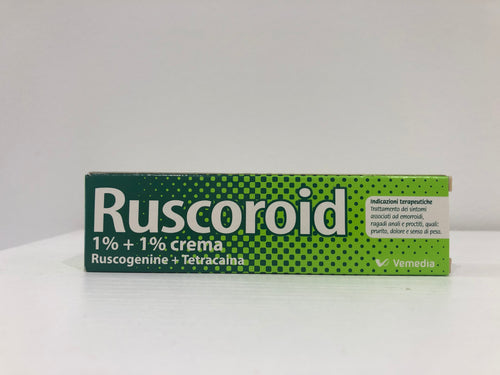 Ruscoroid
1% + 1% crema
Ruscogenine + Tetracaina
Indicazioni terapeutiche
Trattamento dei sintomi
associati ad emorroidi,
ragadi anali e proctiti, quali:
prurito, dolore e senso di peso.
Vemedia